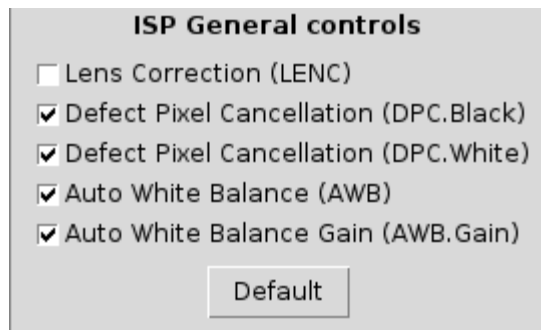 ISP General controls
Lens Correction (LENC)
Defect Pixel Cancellation (DPC.Black)
Defect Pixel Cancellation (DPC.White)
Auto White Balance (AWB)
Auto White Balance Gain (AWB.Gain)
Default